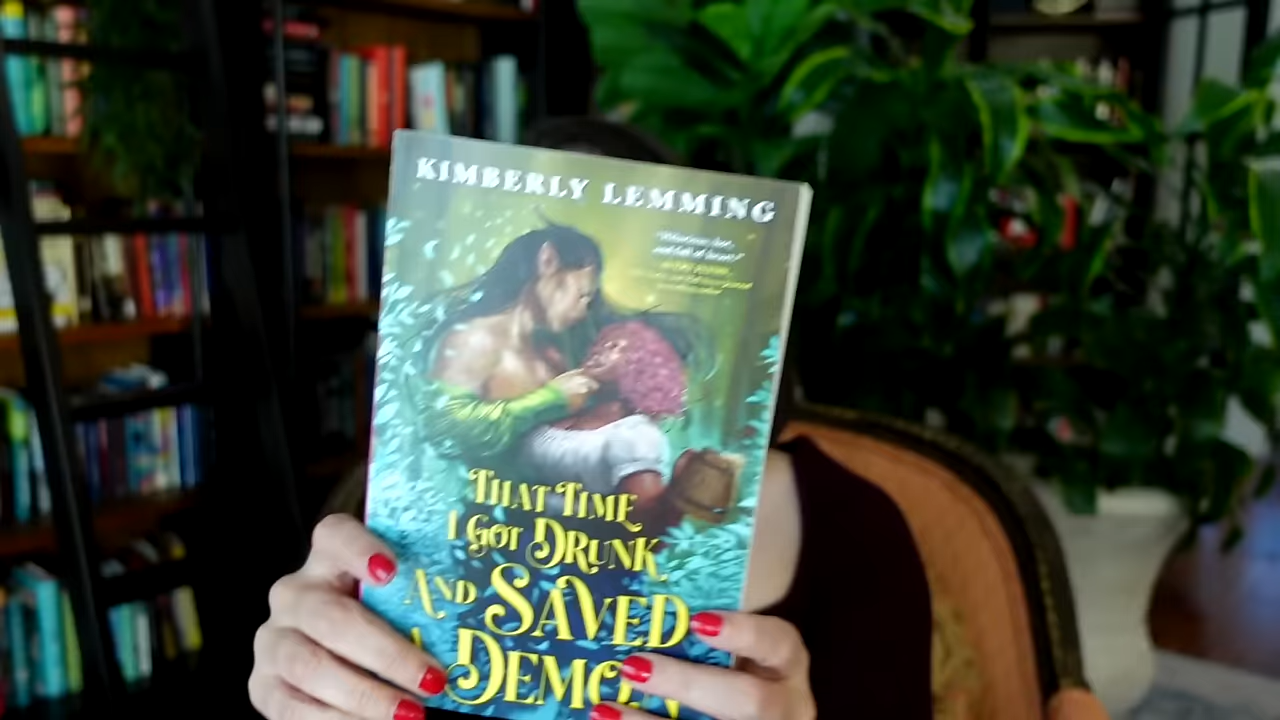 KIMBERLY LEMMING
THAT TIME
I GOT DRUNK
AND SAVED
A DEMON